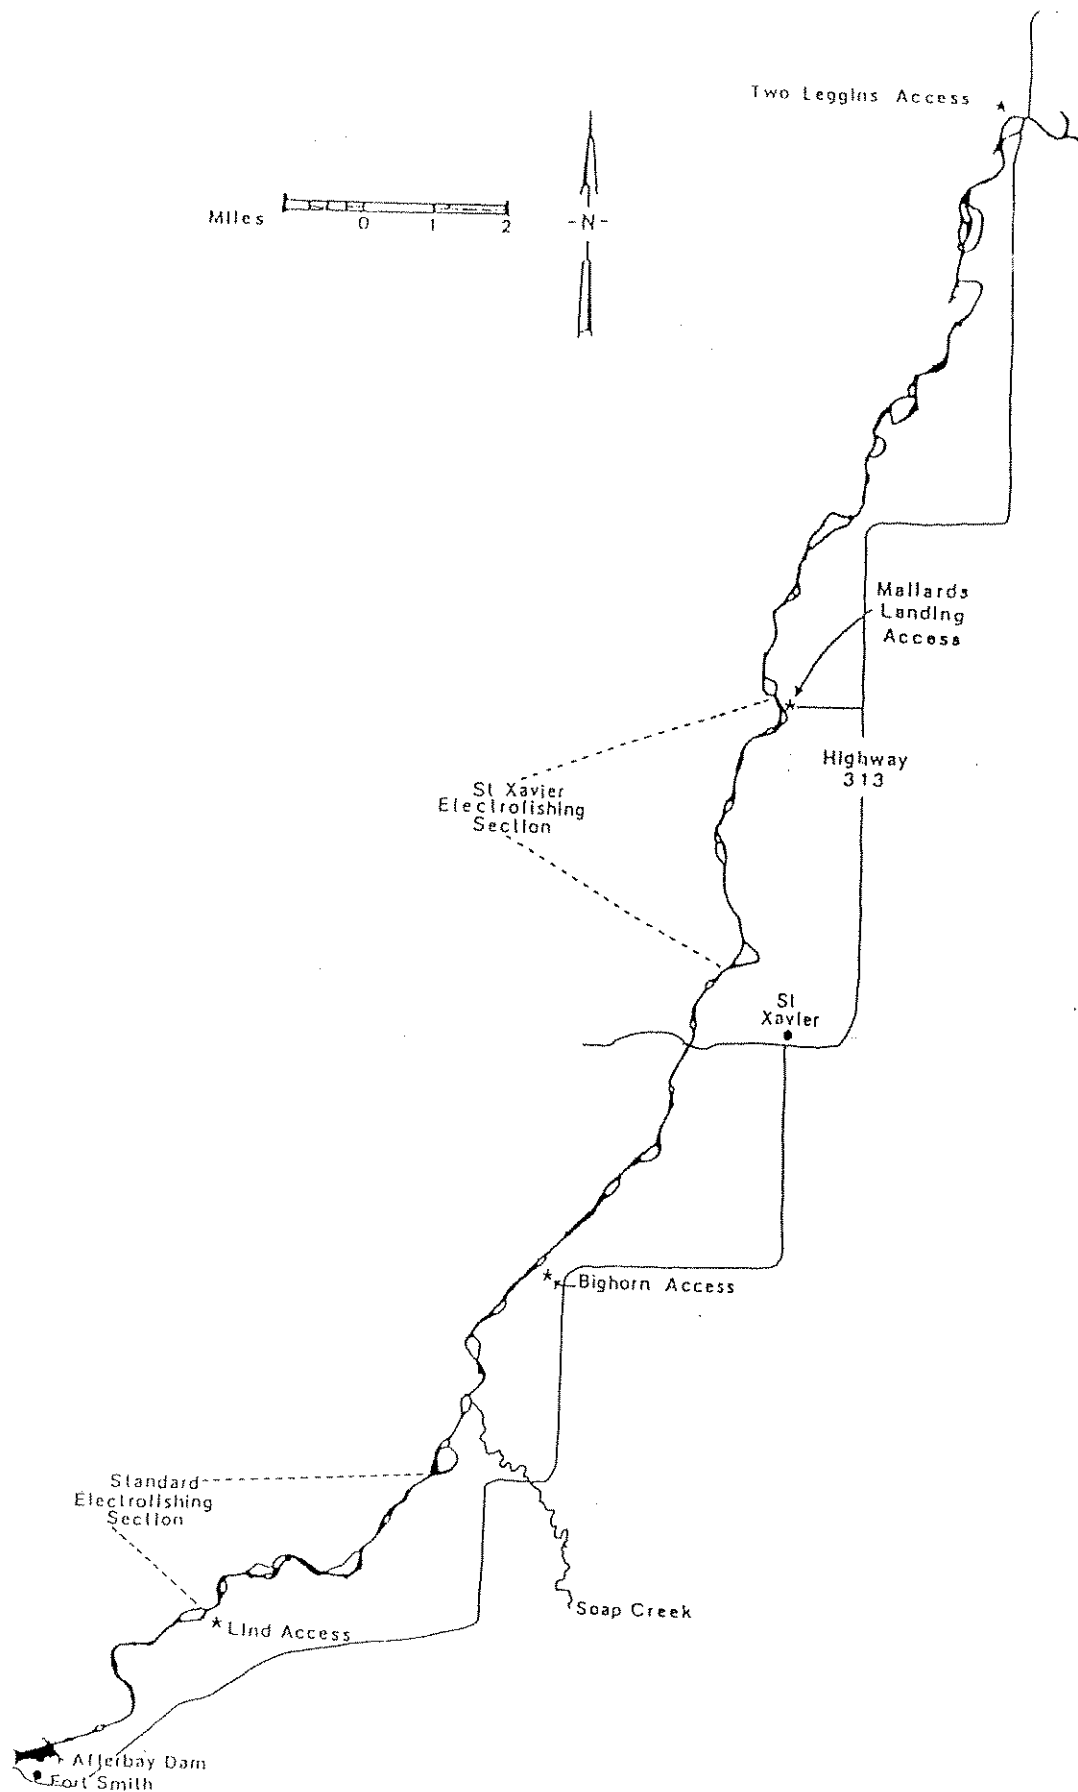 Two Leggins Access
Miles
0 1 2
-N-
Mallards
Landing
Access
Highway
313
St Xavier
Electrofishing
Section
St
Xavier
Bighorn Access
Standard
Electrofishing
Section
Soap Creek
Lind Access
Afterbay Dam
Fort Smith